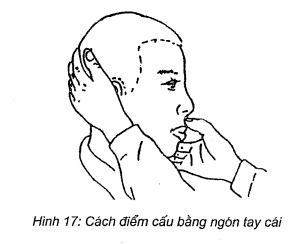 Hình 17: Cách điểm cấu bằng ngón tay cái